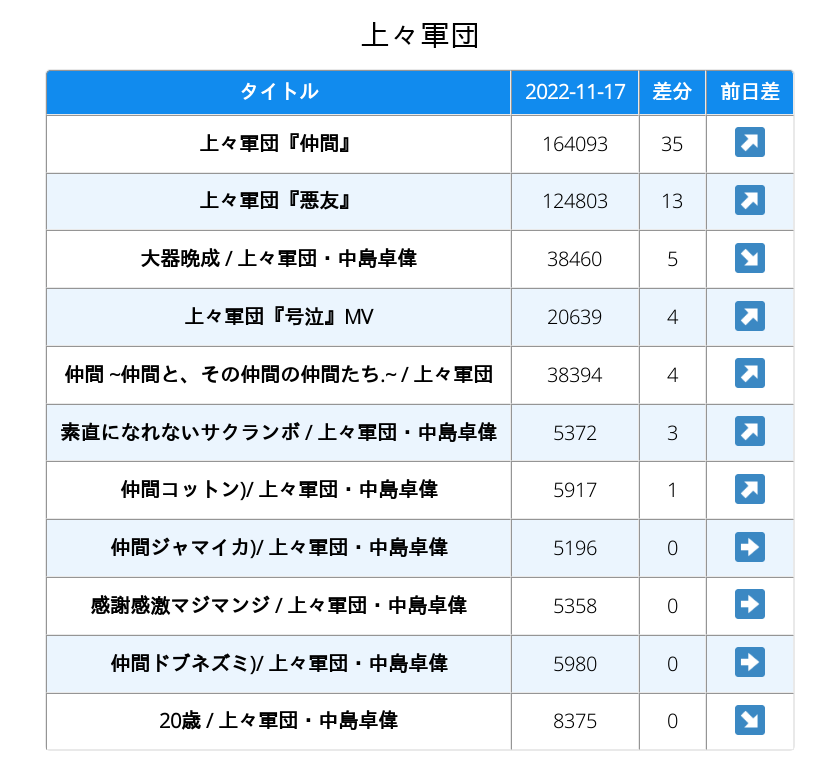 上々軍団
タイトル 2022-11-17 差分 前日差
上々軍団『仲間』 164093 35 ↗
上々軍団『悪友』 124803 13 ↗
大器晩成 / 上々軍団・中島卓偉 38460 5 ↘
上々軍団『号泣』MV 20639 4 ↗
仲間 ~仲間と、その仲間の仲間たち.~ / 上々軍団 38394 4 ↗
素直になれないサクランボ / 上々軍団・中島卓偉 5372 3 ↗
仲間コットン)/ 上々軍団・中島卓偉 5917 1 ↗
仲間ジャマイカ)/ 上々軍団・中島卓偉 5196 0 ➡
感謝感激マジマンジ / 上々軍団・中島卓偉 5358 0 ➡
仲間ドブネズミ)/ 上々軍団・中島卓偉 5980 0 ➡
20歳 / 上々軍団・中島卓偉 8375 0 ↘